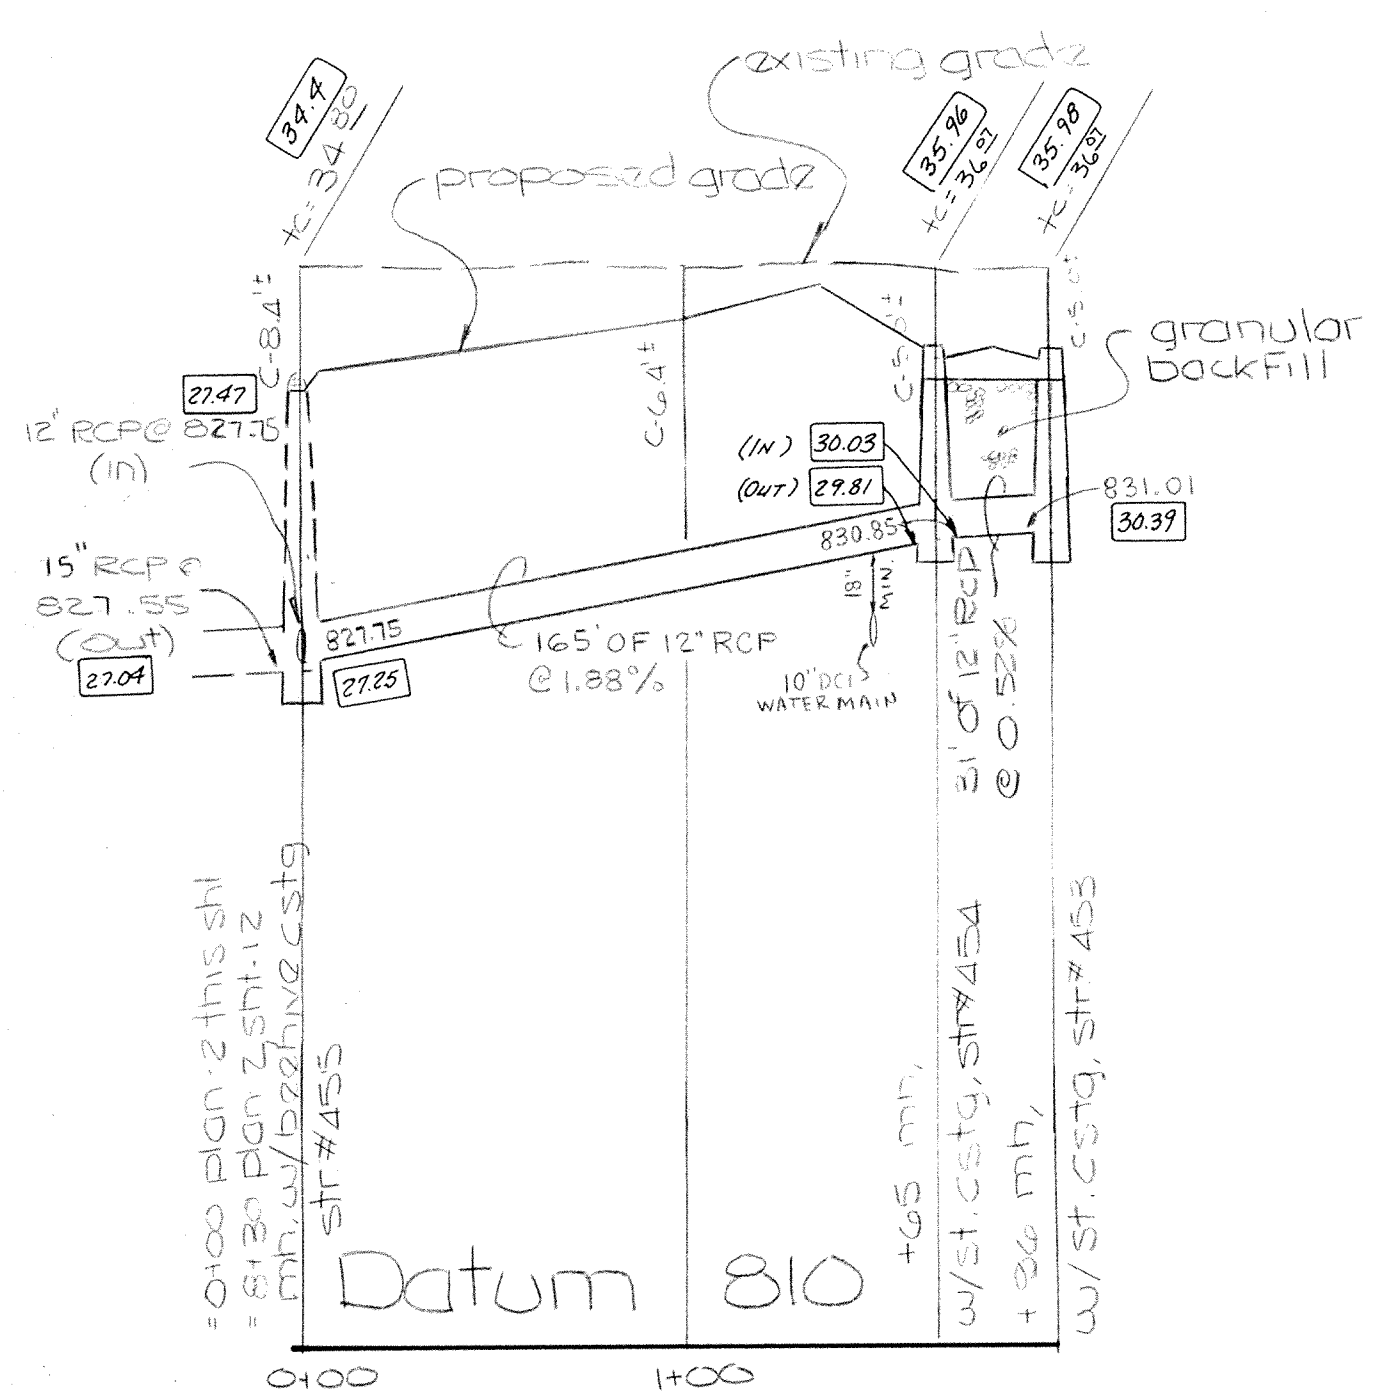 existing grade
34.4
tc=34.80
35.96
tc=36.07
35.98
tc=36.07
proposed grade
C-8.4'±
C-6.4'±
C-5.0'±
C-5.0'±
granular
backfill
27.47
12" RCP@ 827.75
(in)
(IN) 30.03
(OUT) 29.81
830.85
831.01
30.39
15" RCP@
827.55
(out)
27.04
827.75
27.25
165' OF 12" RCP
@ 1.88%
18"
MIN.
10" DCI
WATER MAIN
31' of 12" RCP
@ 0.52%
=0+00 plan-2 this sht
=8+30 plan-2, sht-12
mh. w/beehive cstg
str.#455
+65 mh,
w/st.cstg, str#454
+96 mh,
w/st.cstg, str.#453
Datum 810
0+00
1+00